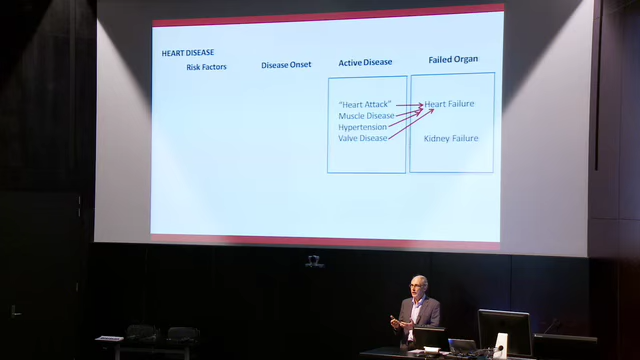 HEART DISEASE
Risk Factors
Disease Onset
Active Disease
Failed Organ
"Heart Attack"
Muscle Disease
Hypertension
Valve Disease
Heart Failure
Kidney Failure